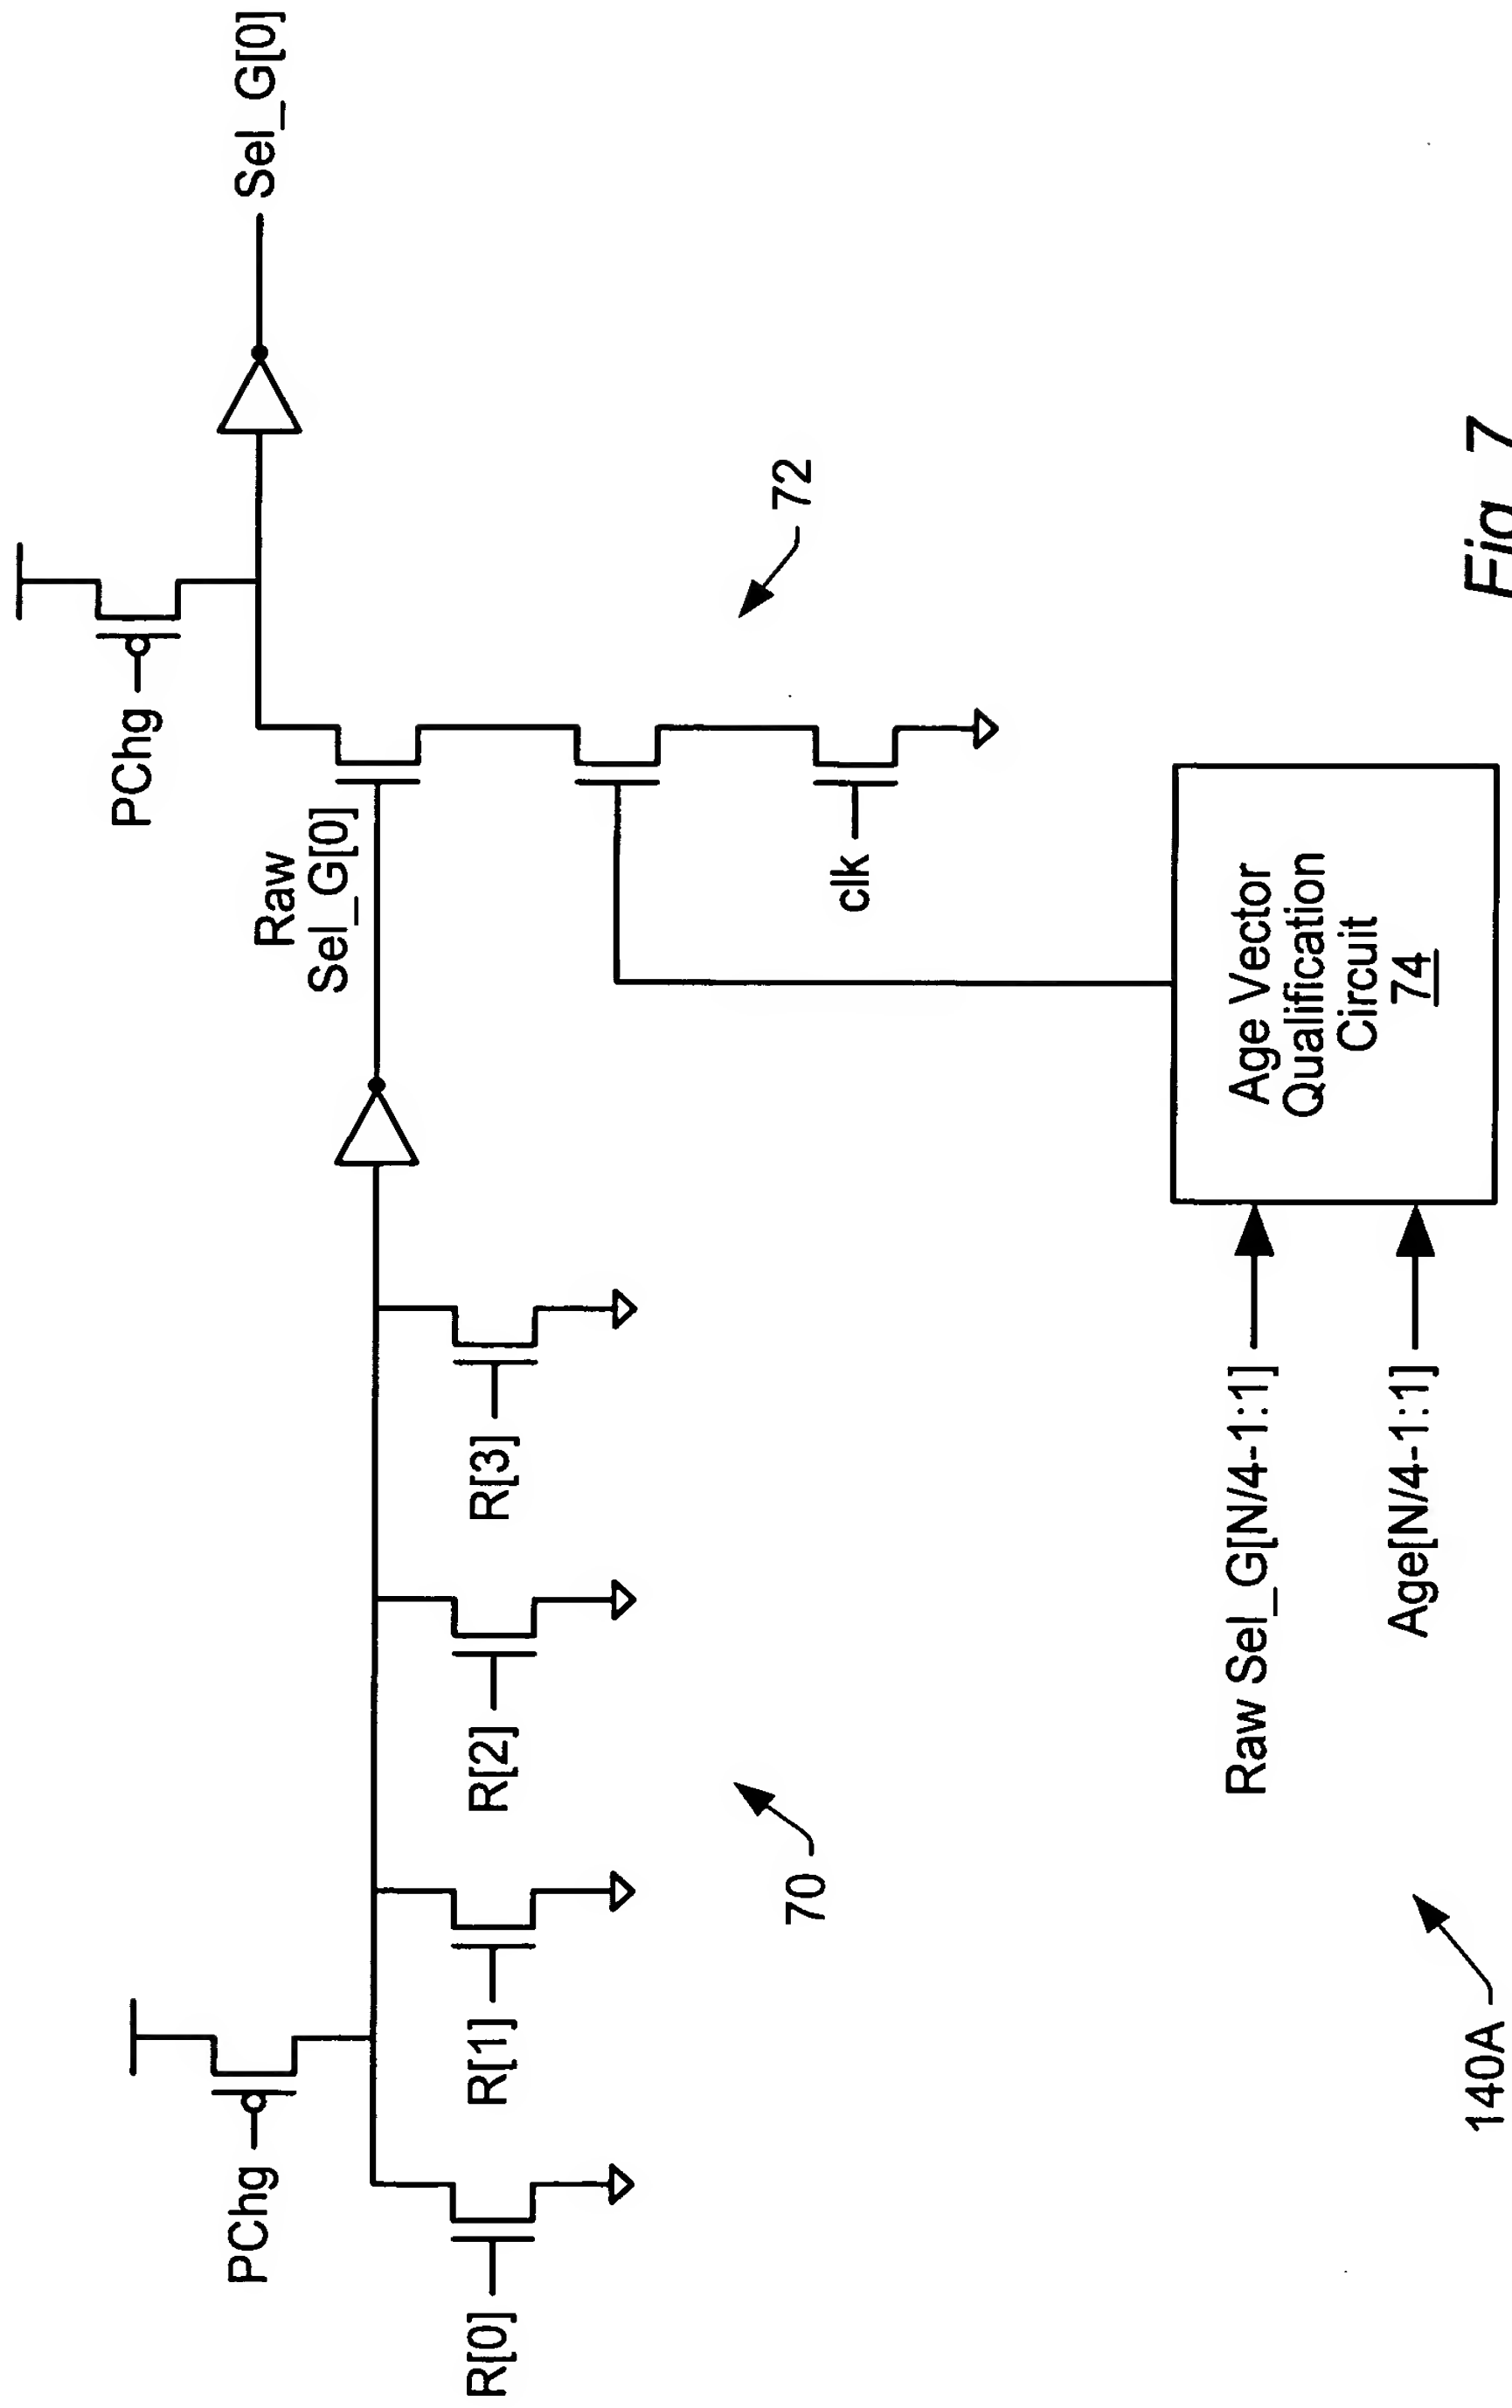 PChg
PChg
Raw
Sel_G[0]
Sel_G[0]
R[0]
R[1]
R[2]
R[3]
clk
70
72
Raw Sel_G[N/4-1:1]
Age[N/4-1:1]
Age Vector
Qualification
Circuit
74
140A
Fig. 7